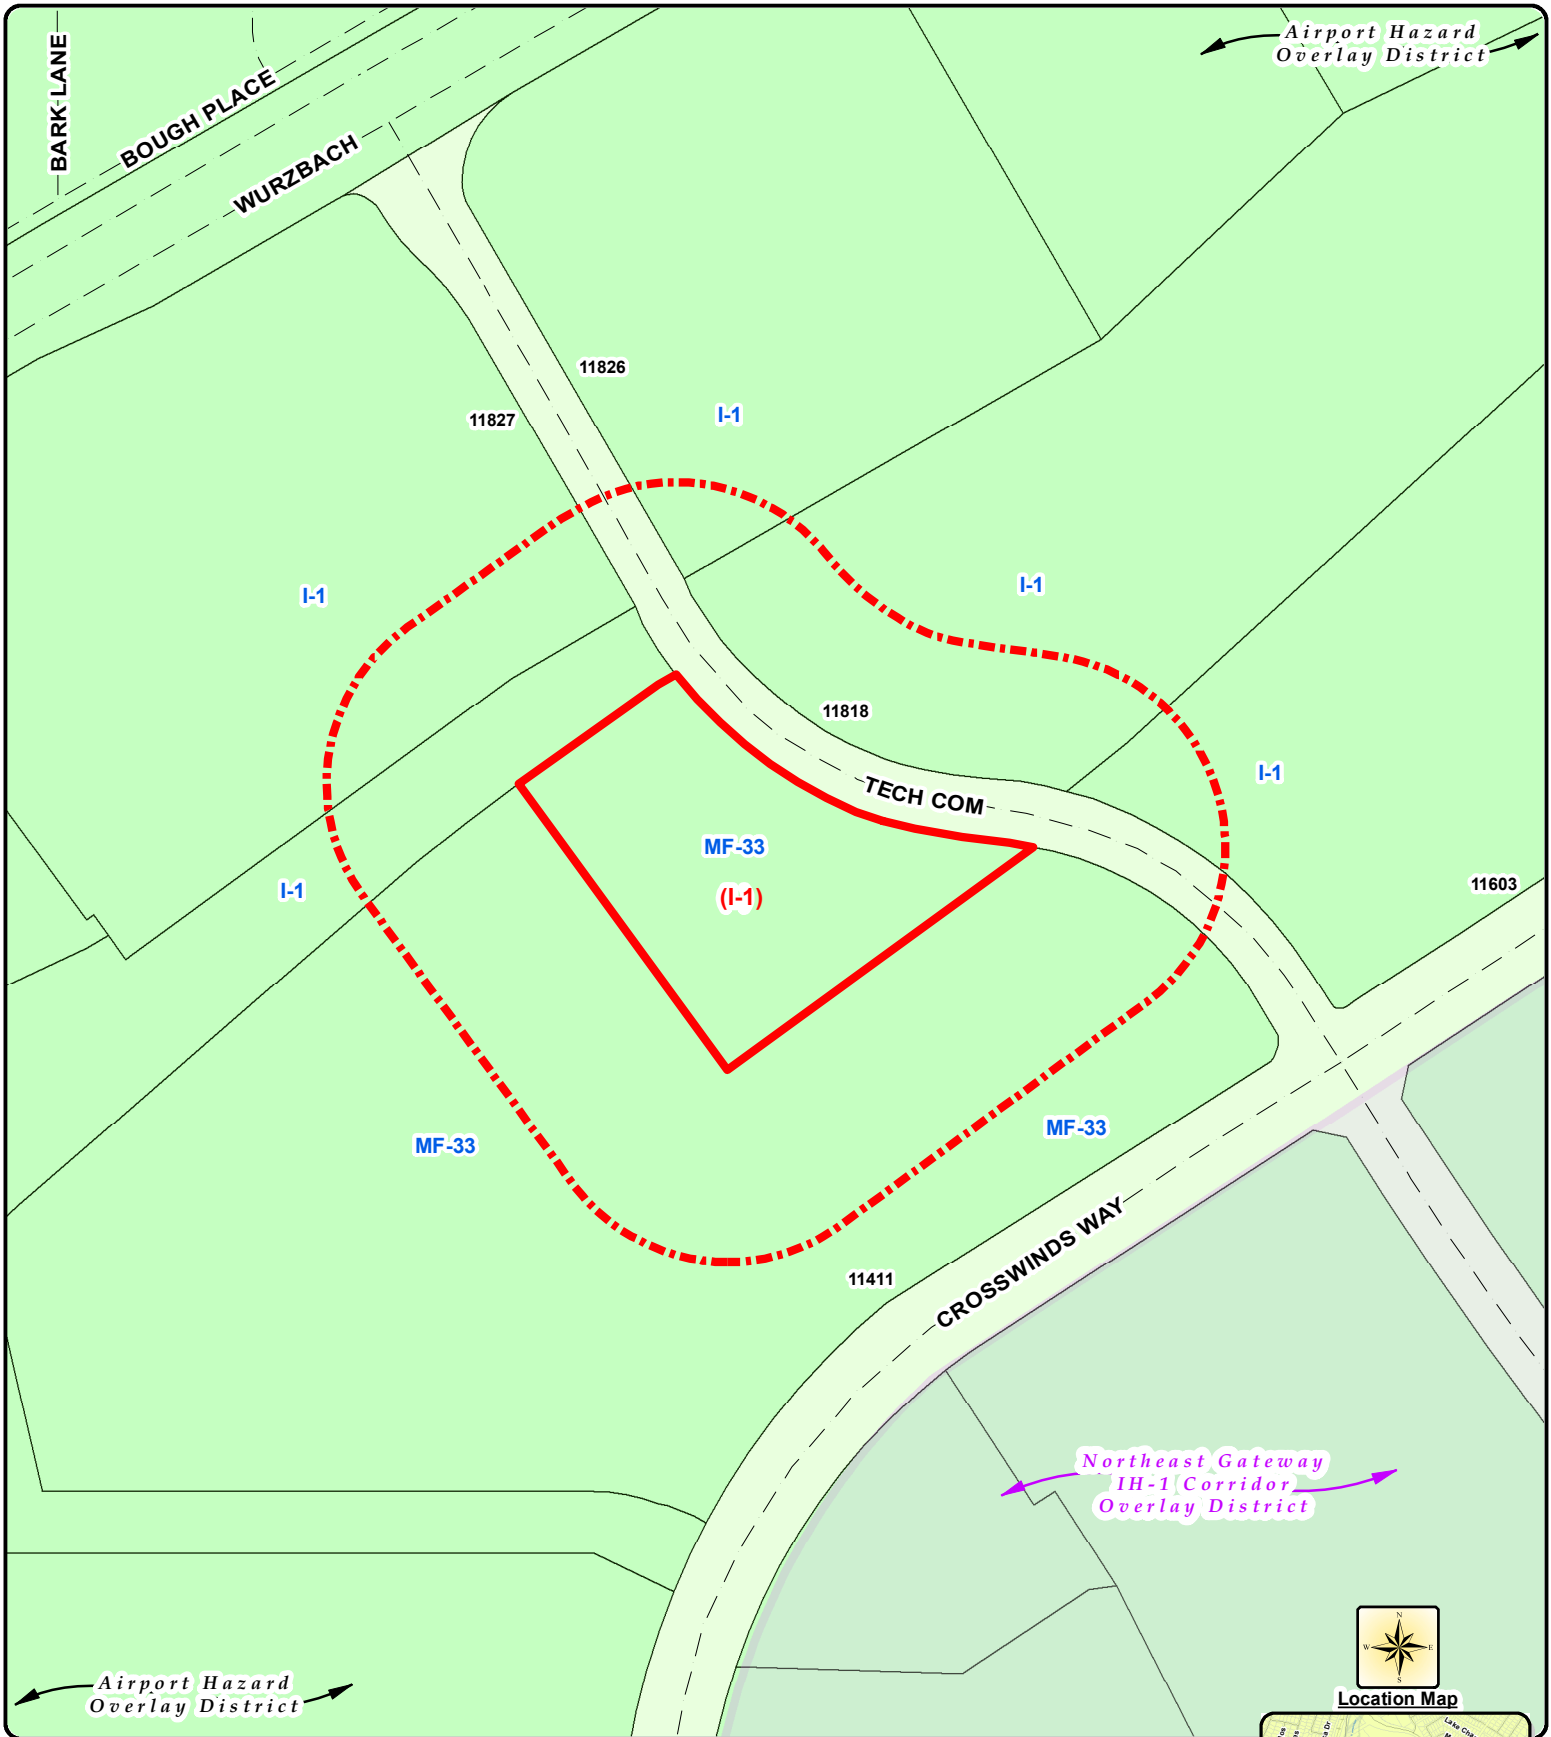 Airport Hazard
Overlay District
BARK LANE
BOUGH PLACE
WURZBACH
11826
11827
I-1
I-1
I-1
11818
I-1
TECH COM
MF-33
(I-1)
I-1
11603
MF-33
MF-33
CROSSWINDS WAY
11411
Northeast Gateway
IH-1 Corridor
Overlay District
N
W
E
S
Airport Hazard
Overlay District
Location Map
Lake Cha